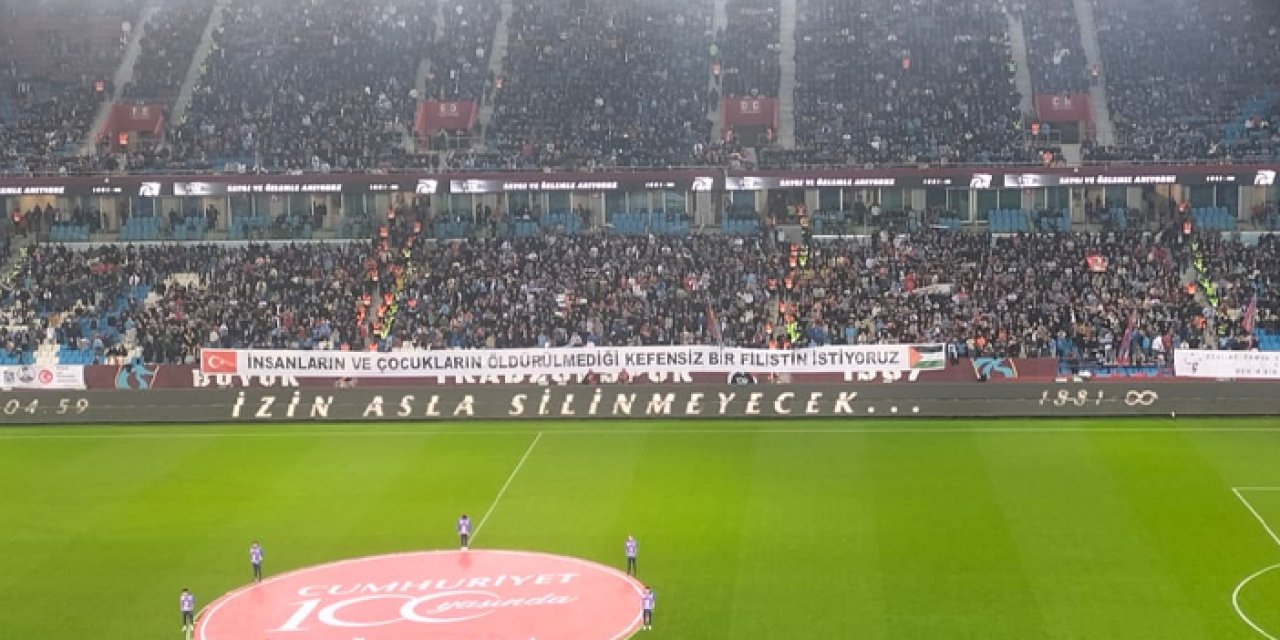 SAYGI VE ÖZLEMLE ANIYORUZ
İNSANLARIN VE ÇOCUKLARIN ÖLDÜRÜLMEDİĞİ KEFENSİZ BİR FİLİSTİN İSTİYORUZ
BÜYÜK TRABZONSPOR 1967
04.59 İZİN ASLA SİLİNMEYECEK... 1881-∞
CUMHURİYET
100 yaşında